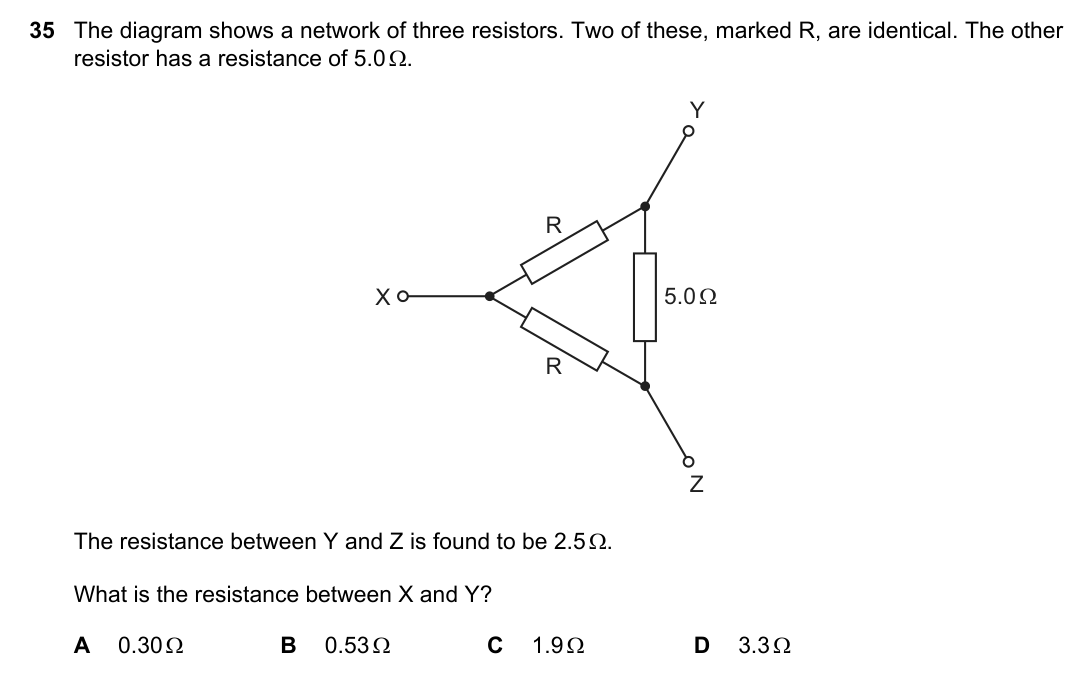 35 The diagram shows a network of three resistors. Two of these, marked R, are identical. The other
resistor has a resistance of 5.0Ω.
Y
R
X
5.0Ω
R
Z
The resistance between Y and Z is found to be 2.5Ω.
What is the resistance between X and Y?
A 0.30Ω B 0.53Ω C 1.9Ω D 3.3Ω